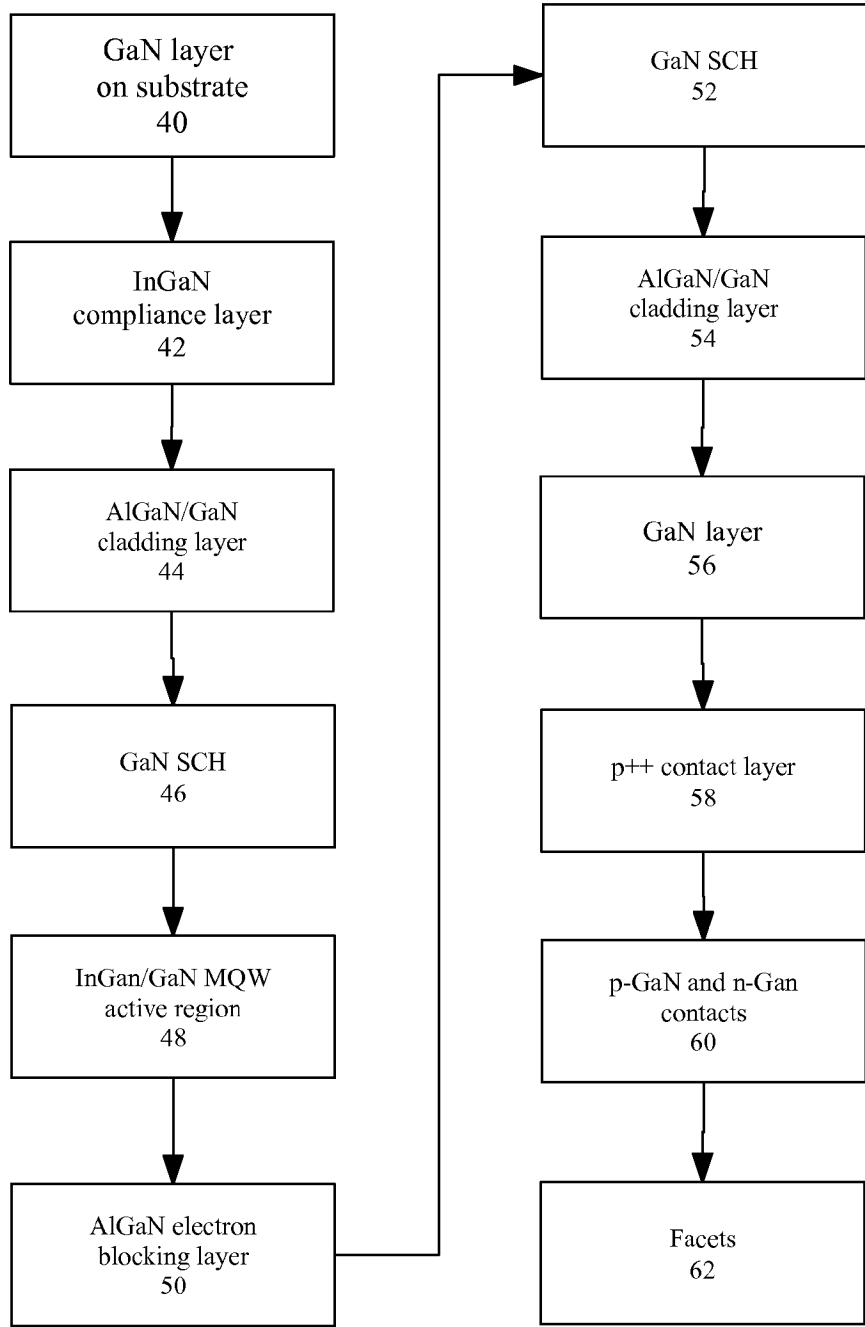 GaN layer
on substrate
40
InGaN
compliance layer
42
AlGaN/GaN
cladding layer
44
GaN SCH
46
InGan/GaN MQW
active region
48
AlGaN electron
blocking layer
50
GaN SCH
52
AlGaN/GaN
cladding layer
54
GaN layer
56
p++ contact layer
58
p-GaN and n-Gan
contacts
60
Facets
62